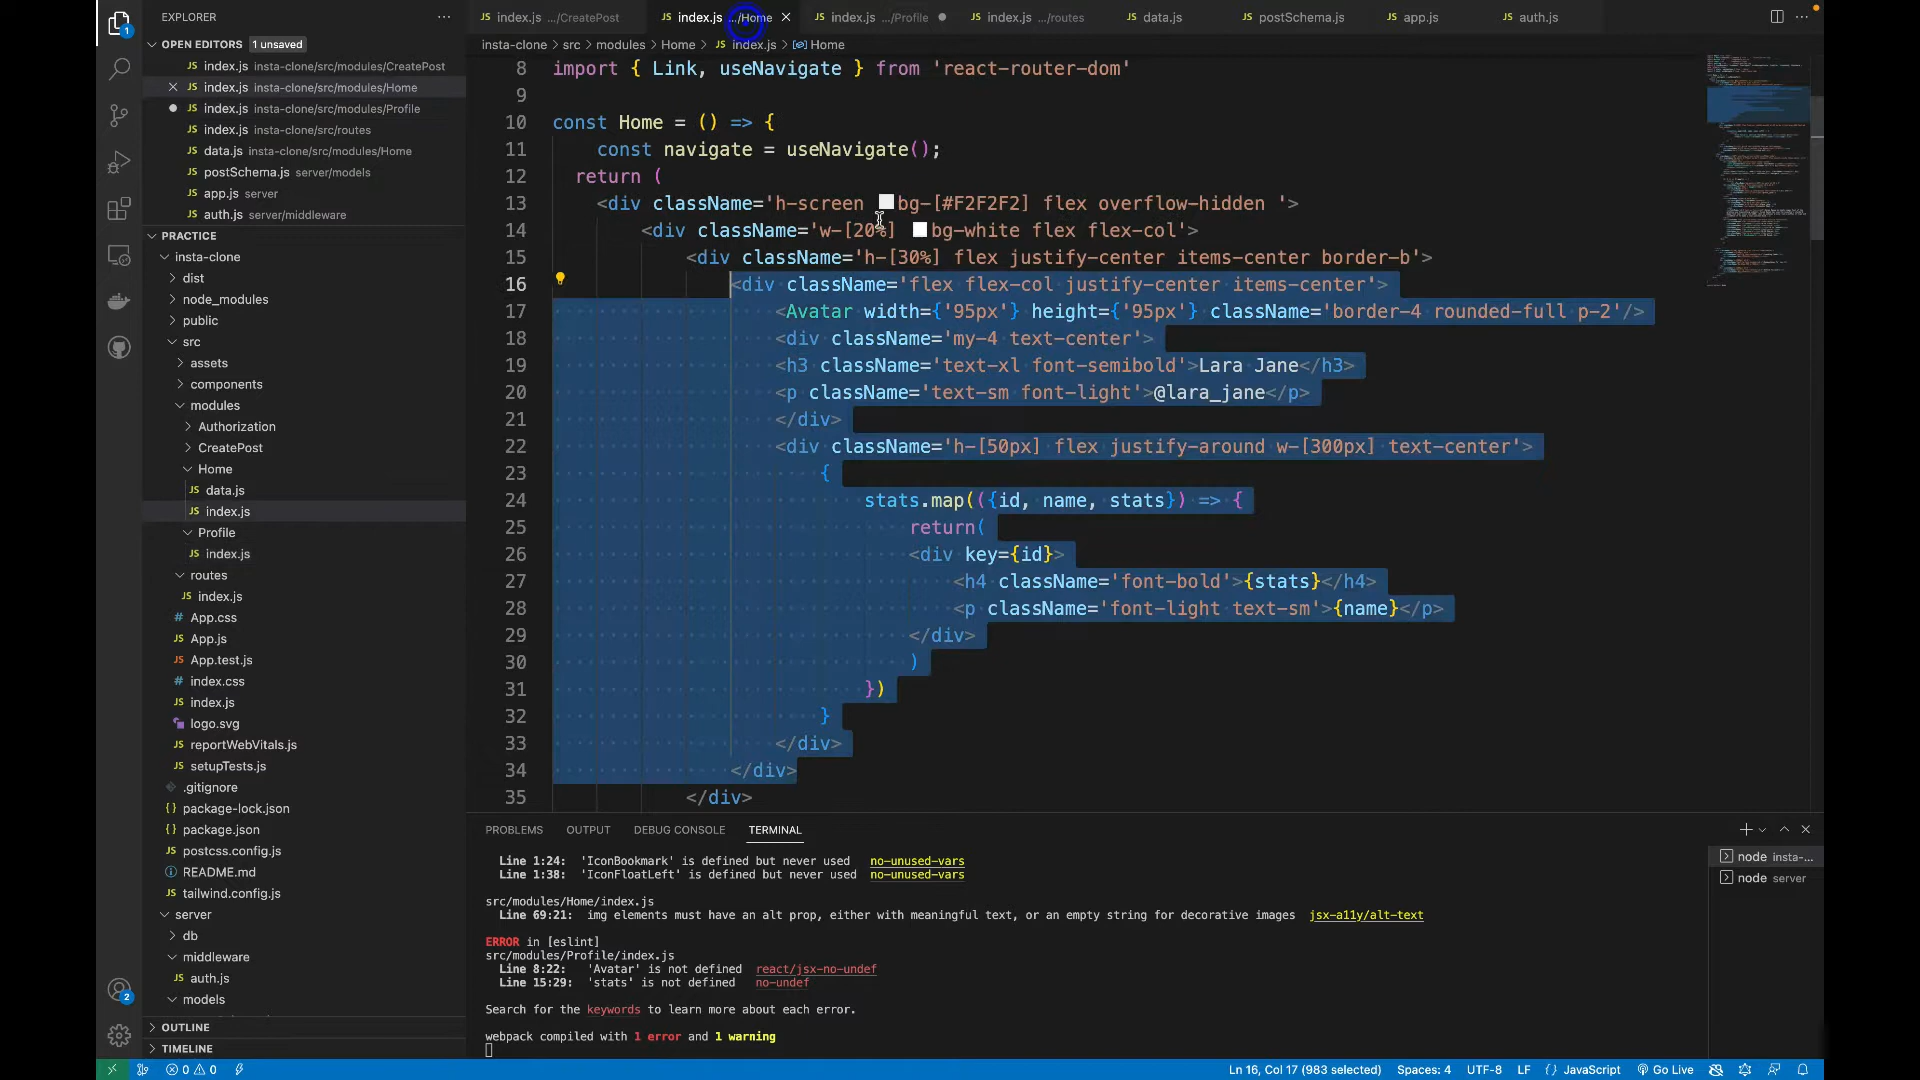 EXPLORER
OPEN EDITORS 1 unsaved
index.js insta-clone/src/modules/CreatePost
index.js insta-clone/src/modules/Home
index.js insta-clone/src/modules/Profile
index.js insta-clone/src/routes
data.js insta-clone/src/modules/Home
postSchema.js server/models
app.js server
auth.js server/middleware
PRACTICE
insta-clone
dist
node_modules
public
src
assets
components
modules
Authorization
CreatePost
Home
data.js
index.js
Profile
index.js
routes
index.js
App.css
App.js
App.test.js
index.css
index.js
logo.svg
reportWebVitals.js
setupTests.js
.gitignore
package-lock.json
package.json
postcss.config.js
README.md
tailwind.config.js
server
db
middleware
auth.js
models
OUTLINE
TIMELINE
index.js .../CreatePost index.js .../Home index.js .../Profile index.js .../routes data.js postSchema.js app.js auth.js
insta-clone > src > modules > Home > index.js > Home
8 import { Link, useNavigate } from 'react-router-dom'
9
10 const Home = () => {
11 const navigate = useNavigate();
12 return (
13 <div className='h-screen bg-[#F2F2F2] flex overflow-hidden '>
14 <div className='w-[20%] bg-white flex flex-col'>
15 <div className='h-[30%] flex justify-center items-center border-b'>
16 <div className='flex flex-col justify-center items-center'>
17 <Avatar width={'95px'} height={'95px'} className='border-4 rounded-full p-2'/>
18 <div className='my-4 text-center'>
19 <h3 className='text-xl font-semibold'>Lara Jane</h3>
20 <p className='text-sm font-light'>@lara_jane</p>
21 </div>
22 <div className='h-[50px] flex justify-around w-[300px] text-center'>
23 {
24 stats.map(({id, name, stats}) => {
25 return(
26 <div key={id}>
27 <h4 className='font-bold'>{stats}</h4>
28 <p className='font-light text-sm'>{name}</p>
29 </div>
30 )
31 })
32 }
33 </div>
34 </div>
35 </div>
PROBLEMS OUTPUT DEBUG CONSOLE TERMINAL
Line 1:24: 'IconBookmark' is defined but never used no-unused-vars
Line 1:38: 'IconFloatLeft' is defined but never used no-unused-vars
src/modules/Home/index.js
Line 69:21: img elements must have an alt prop, either with meaningful text, or an empty string for decorative images jsx-a11y/alt-text
ERROR in [eslint]
src/modules/Profile/index.js
Line 8:22: 'Avatar' is not defined react/jsx-no-undef
Line 15:29: 'stats' is not defined no-undef
Search for the keywords to learn more about each error.
webpack compiled with 1 error and 1 warning
node insta-...
node server
2
0 0
Ln 16, Col 17 (983 selected) Spaces: 4 UTF-8 LF JavaScript Go Live